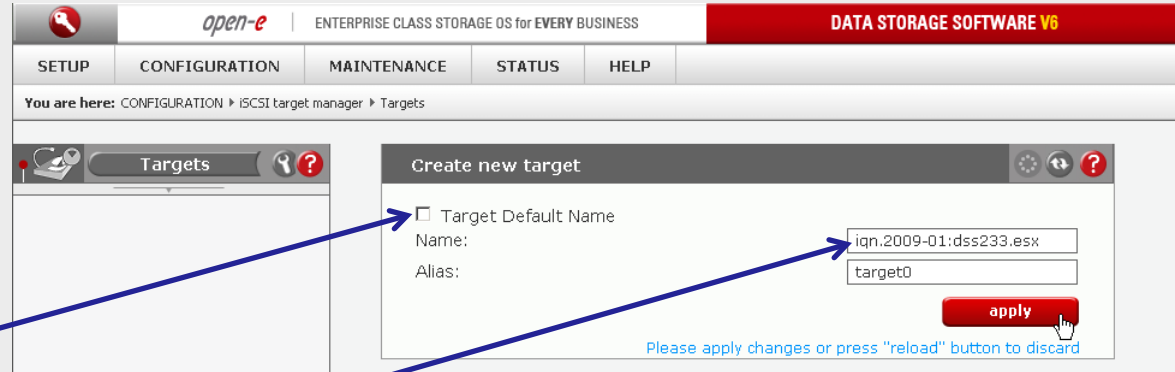 open-e ENTERPRISE CLASS STORAGE OS for EVERY BUSINESS DATA STORAGE SOFTWARE V6
SETUP CONFIGURATION MAINTENANCE STATUS HELP
You are here: CONFIGURATION ▸ iSCSI target manager ▸ Targets
Targets ?
Create new target ?
Target Default Name
Name: iqn.2009-01:dss233.esx
Alias: target0
apply
Please apply changes or press "reload" button to discard